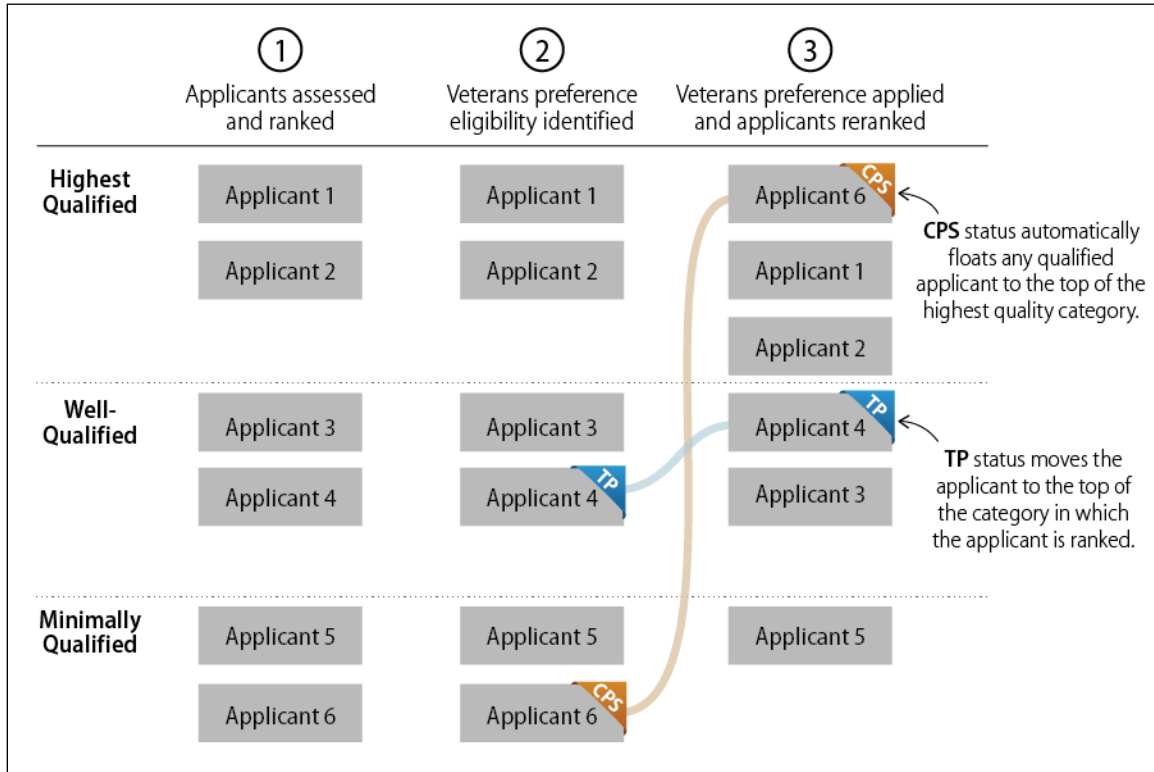 1
Applicants assessed
and ranked
2
Veterans preference
eligibility identified
3
Veterans preference applied
and applicants reranked
Highest
Qualified
Applicant 1
Applicant 2
Applicant 1
Applicant 2
Applicant 6
CPS
Applicant 1
Applicant 2
CPS status automatically
floats any qualified
applicant to the top of the
highest quality category.
Well-
Qualified
Applicant 3
Applicant 4
Applicant 3
Applicant 4
TP
Applicant 4
TP
Applicant 3
TP status moves the
applicant to the top of
the category in which
the applicant is ranked.
Minimally
Qualified
Applicant 5
Applicant 6
Applicant 5
Applicant 6
CPS
Applicant 5